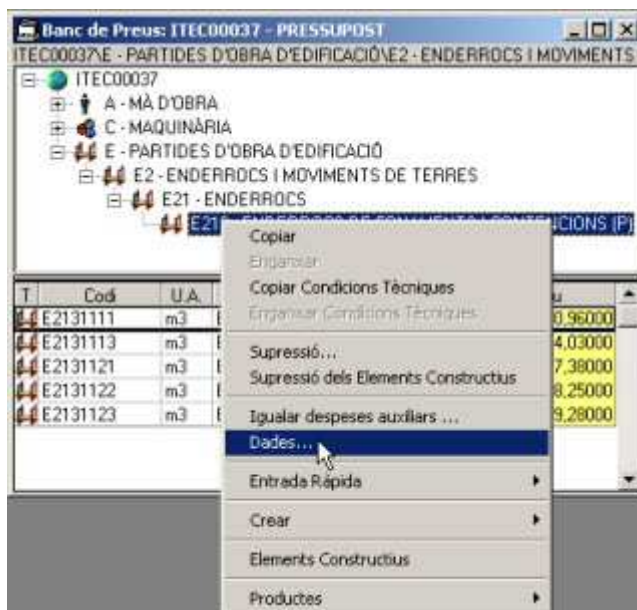 Banc de Preus: ITEC00037 - PRESSUPOST
ITEC00037\E - PARTIDES D'OBRA D'EDIFICACIÓ\E2 - ENDERROCS I MOVIMENTS
ITEC00037
A - MÀ D'OBRA
C - MAQUINÀRIA
E - PARTIDES D'OBRA D'EDIFICACIÓ
E2 - ENDERROCS I MOVIMENTS DE TERRES
E21 - ENDERROCS
(P)
Copiar
Enganxar
Copiar Condicions Tècniques
Enganxar Condicions Tècniques
Supressió...
Supressió dels Elements Constructius
Igualar despeses auxiliars ...
Dades...
Entrada Ràpida
Crear
Elements Constructius
Productes
T Codi U.A. u
E2131111 m3 0,96000
E2131113 m3 4,03000
E2131121 m3 7,38000
E2131122 m3 8,25000
E2131123 m3 9,28000